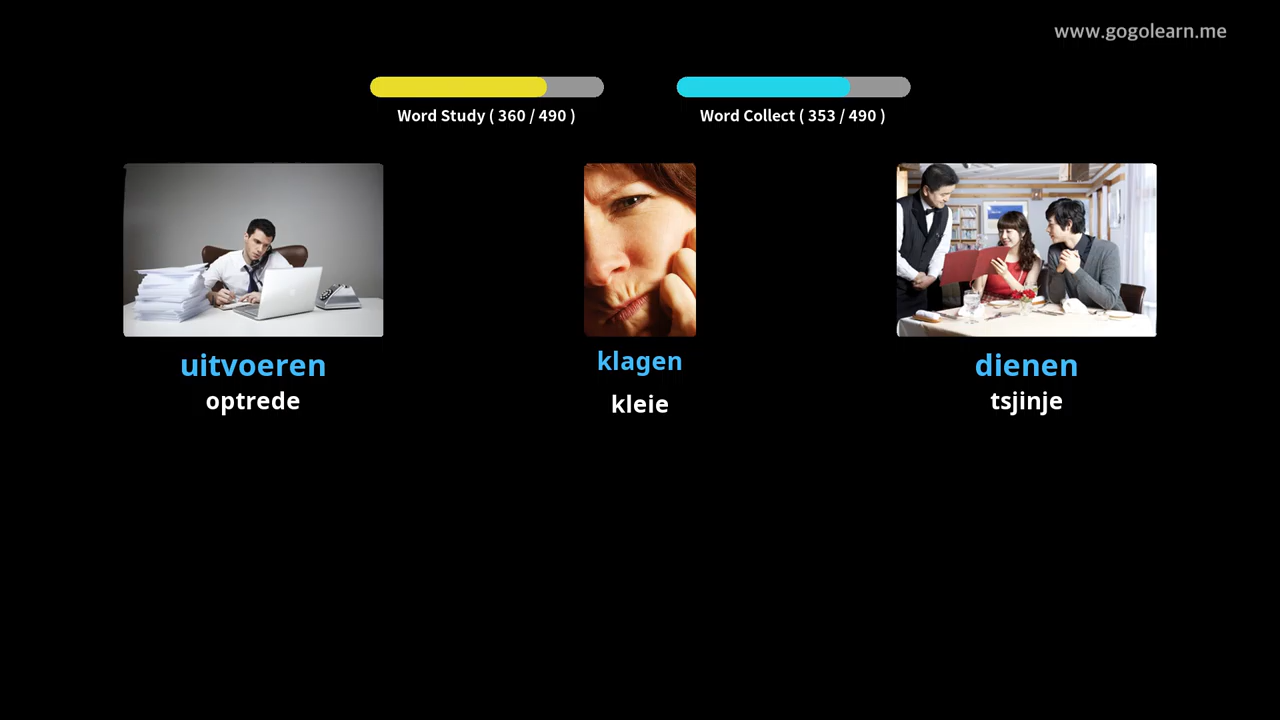 www.gogolearn.me
Word Study ( 360 / 490 )
Word Collect ( 353 / 490 )
uitvoeren
optrede
klagen
kleie
dienen
tsjinje